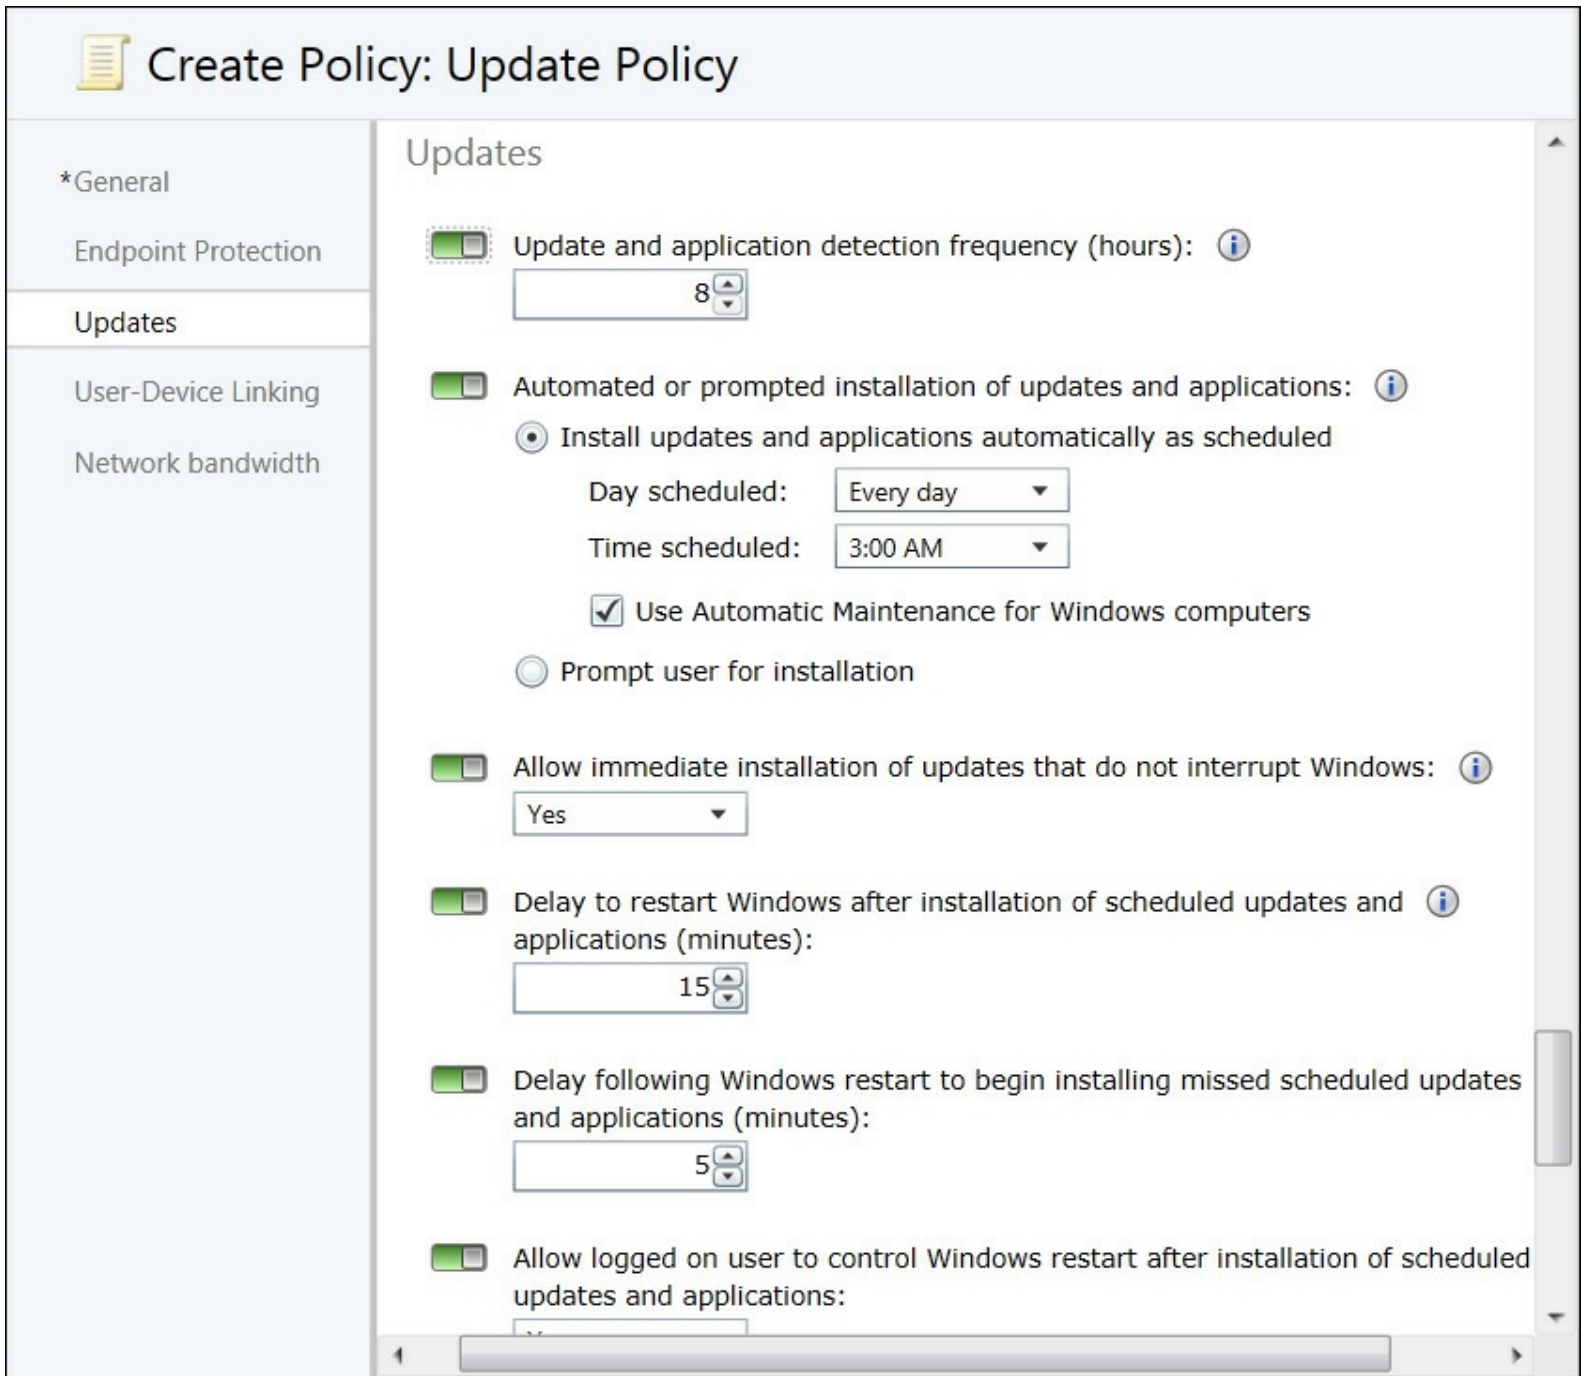 Create Policy: Update Policy
*General
Endpoint Protection
Updates
User-Device Linking
Network bandwidth
Updates
Update and application detection frequency (hours):
8
Automated or prompted installation of updates and applications:
Install updates and applications automatically as scheduled
Day scheduled: Every day
Time scheduled: 3:00 AM
Use Automatic Maintenance for Windows computers
Prompt user for installation
Allow immediate installation of updates that do not interrupt Windows:
Yes
Delay to restart Windows after installation of scheduled updates and
applications (minutes):
15
Delay following Windows restart to begin installing missed scheduled updates
and applications (minutes):
5
Allow logged on user to control Windows restart after installation of scheduled
updates and applications: